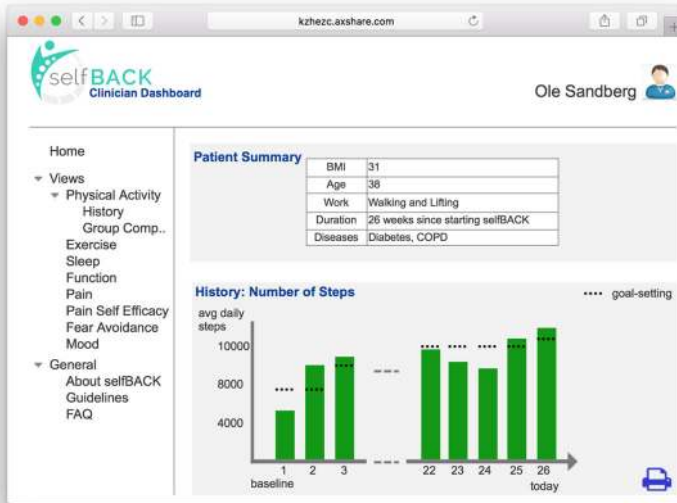 kzhezc.axshare.com
selfBACK
Clinician Dashboard
Ole Sandberg
Home
Views
Physical Activity
History
Group Comp..
Exercise
Sleep
Function
Pain
Pain Self Efficacy
Fear Avoidance
Mood
General
About selfBACK
Guidelines
FAQ
Patient Summary
BMI 31
Age 38
Work Walking and Lifting
Duration 26 weeks since starting selfBACK
Diseases Diabetes, COPD
History: Number of Steps
goal-setting
avg daily
steps
10000
8000
4000
1 2 3 22 23 24 25 26
baseline today